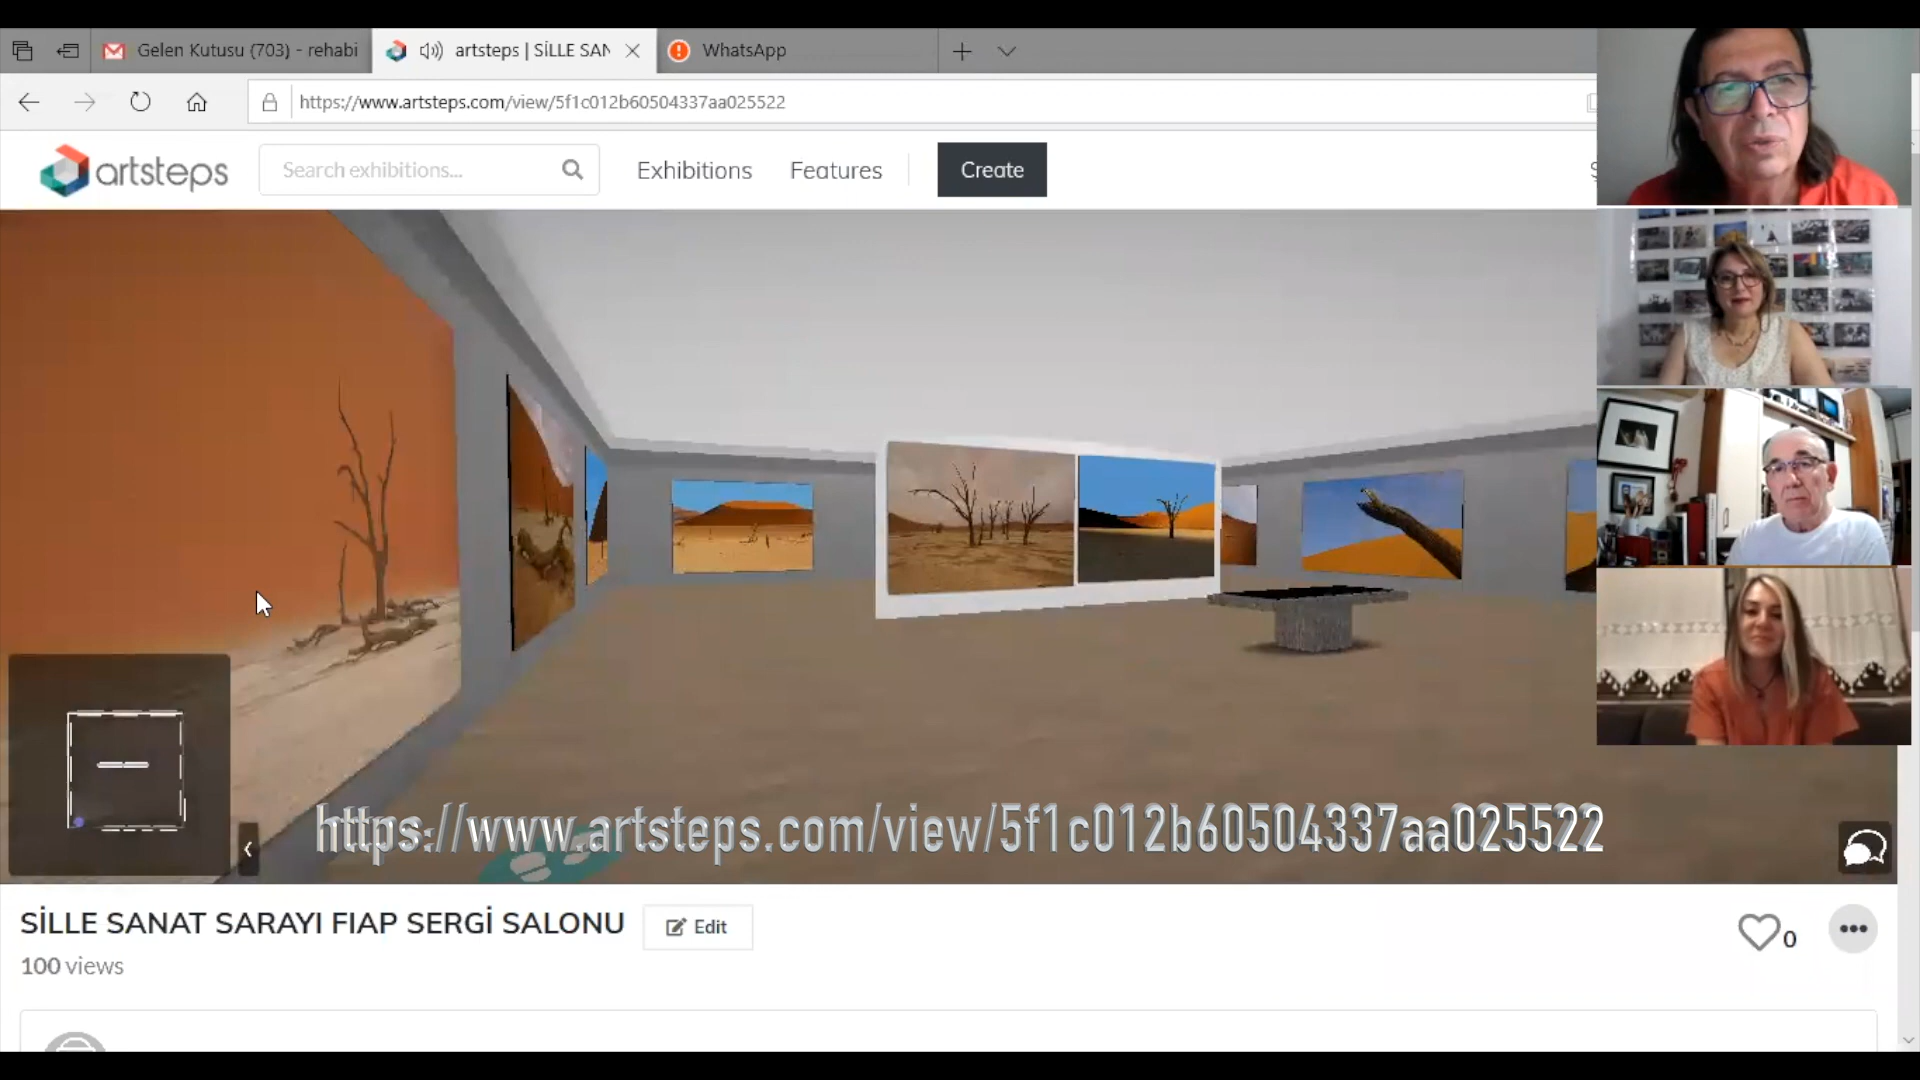 Gelen Kutusu (703) - rehabi
artsteps | SİLLE SAN
WhatsApp
https://www.artsteps.com/view/5f1c012b60504337aa025522
artsteps
Search exhibitions...
Exhibitions
Features
Create
https://www.artsteps.com/view/5f1c012b60504337aa025522
SİLLE SANAT SARAYI FIAP SERGİ SALONU
Edit
0
100 views